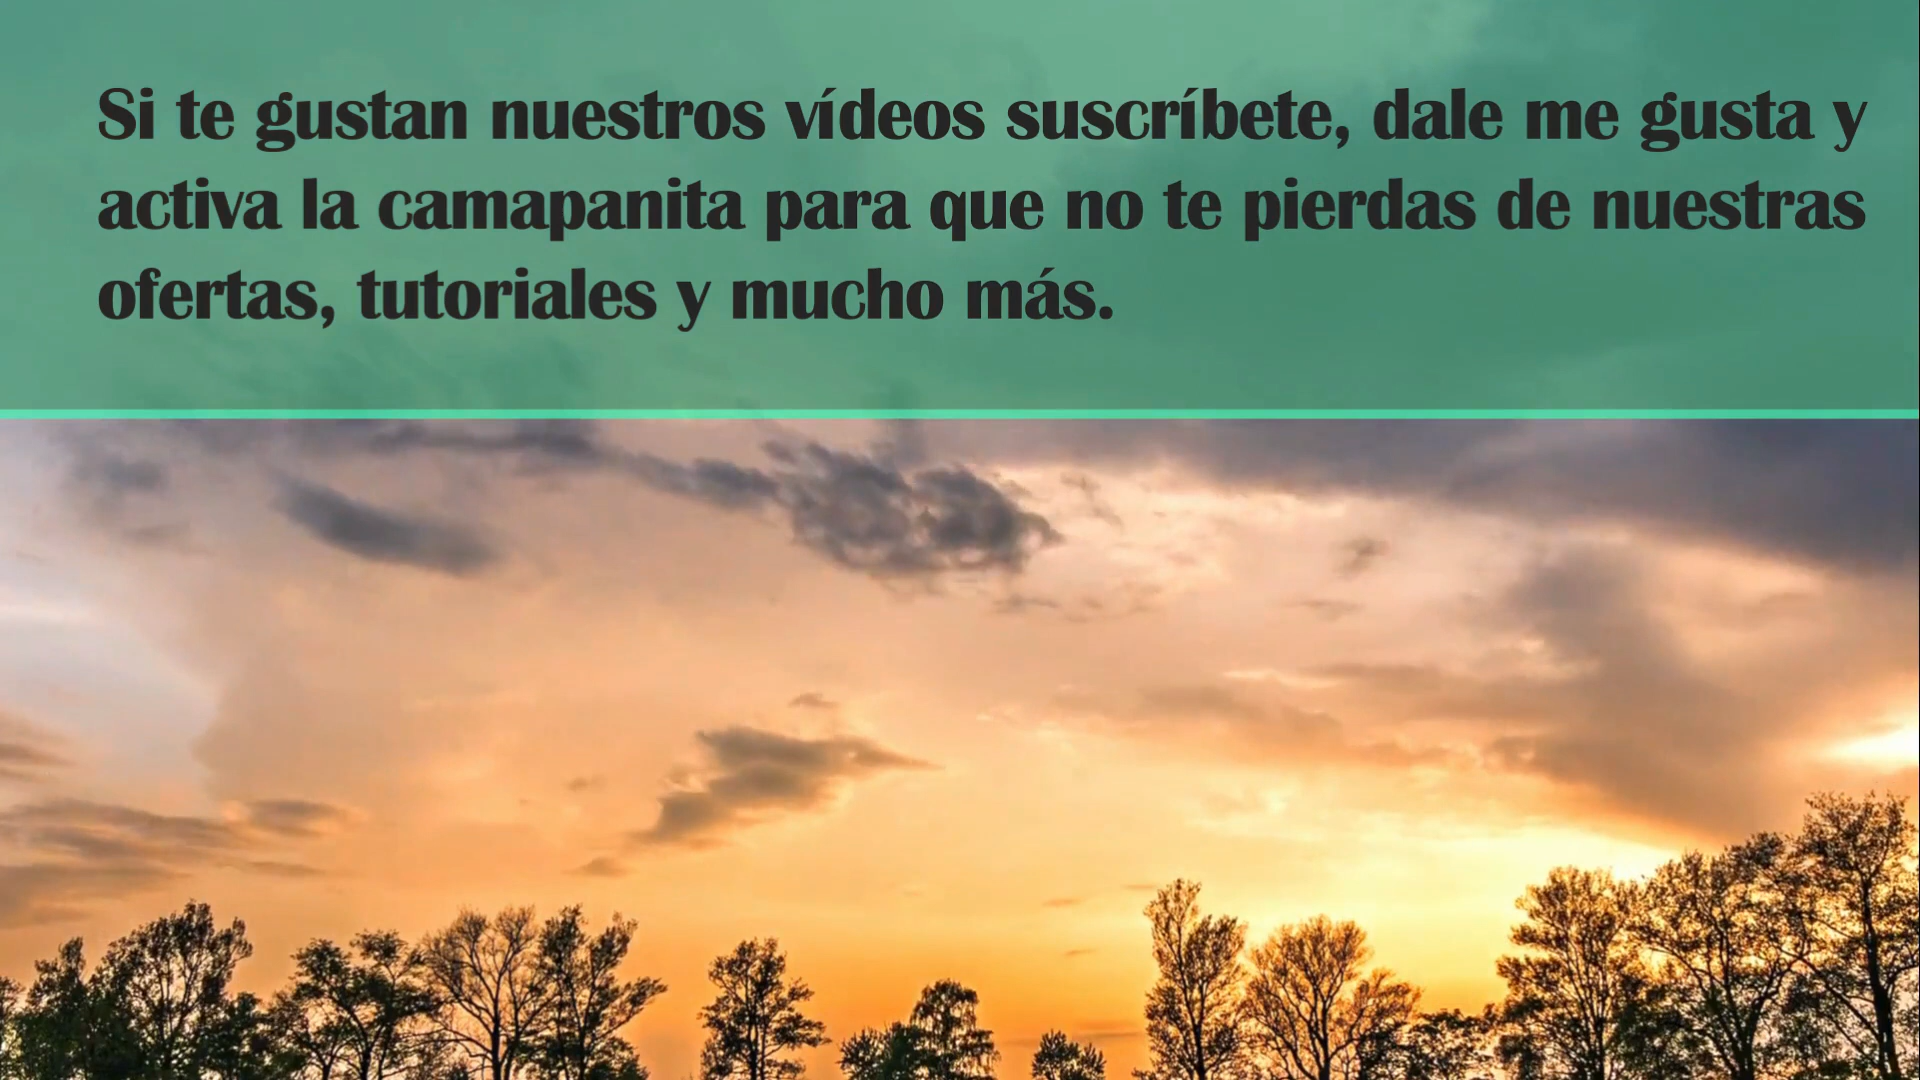 Si te gustan nuestros vídeos suscríbete, dale me gusta y
activa la camapanita para que no te pierdas de nuestras
ofertas, tutoriales y mucho más.